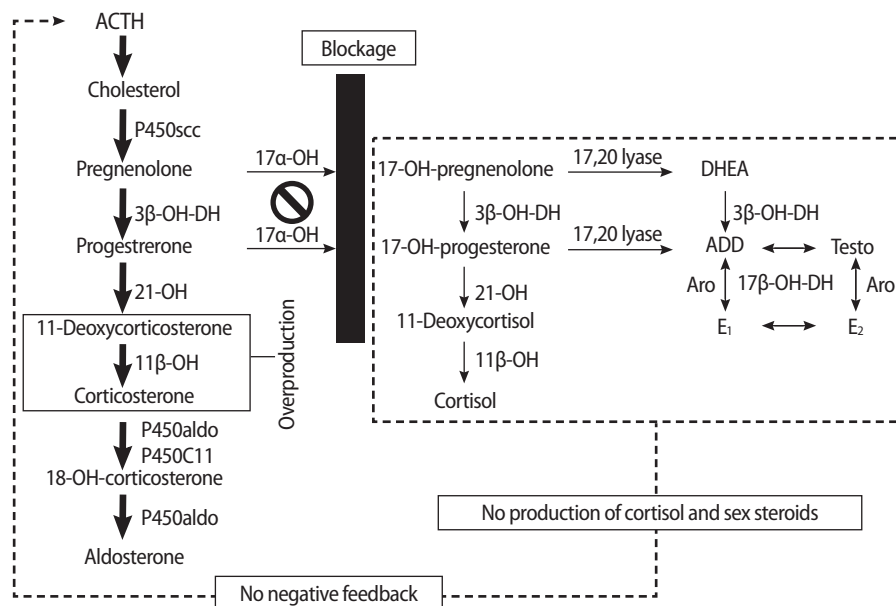 ACTH
Blockage
Cholesterol
P450scc
Pregnenolone
17α-OH
17-OH-pregnenolone
17,20 lyase
DHEA
3β-OH-DH
3β-OH-DH
3β-OH-DH
Progestrerone
17α-OH
17-OH-progesterone
17,20 lyase
ADD
Testo
21-OH
21-OH
Aro
17β-OH-DH
Aro
11-Deoxycorticosterone
11-Deoxycortisol
E₁
E₂
11β-OH
11β-OH
Corticosterone
Overproduction
Cortisol
P450aldo
P450C11
18-OH-corticosterone
No production of cortisol and sex steroids
P450aldo
Aldosterone
No negative feedback